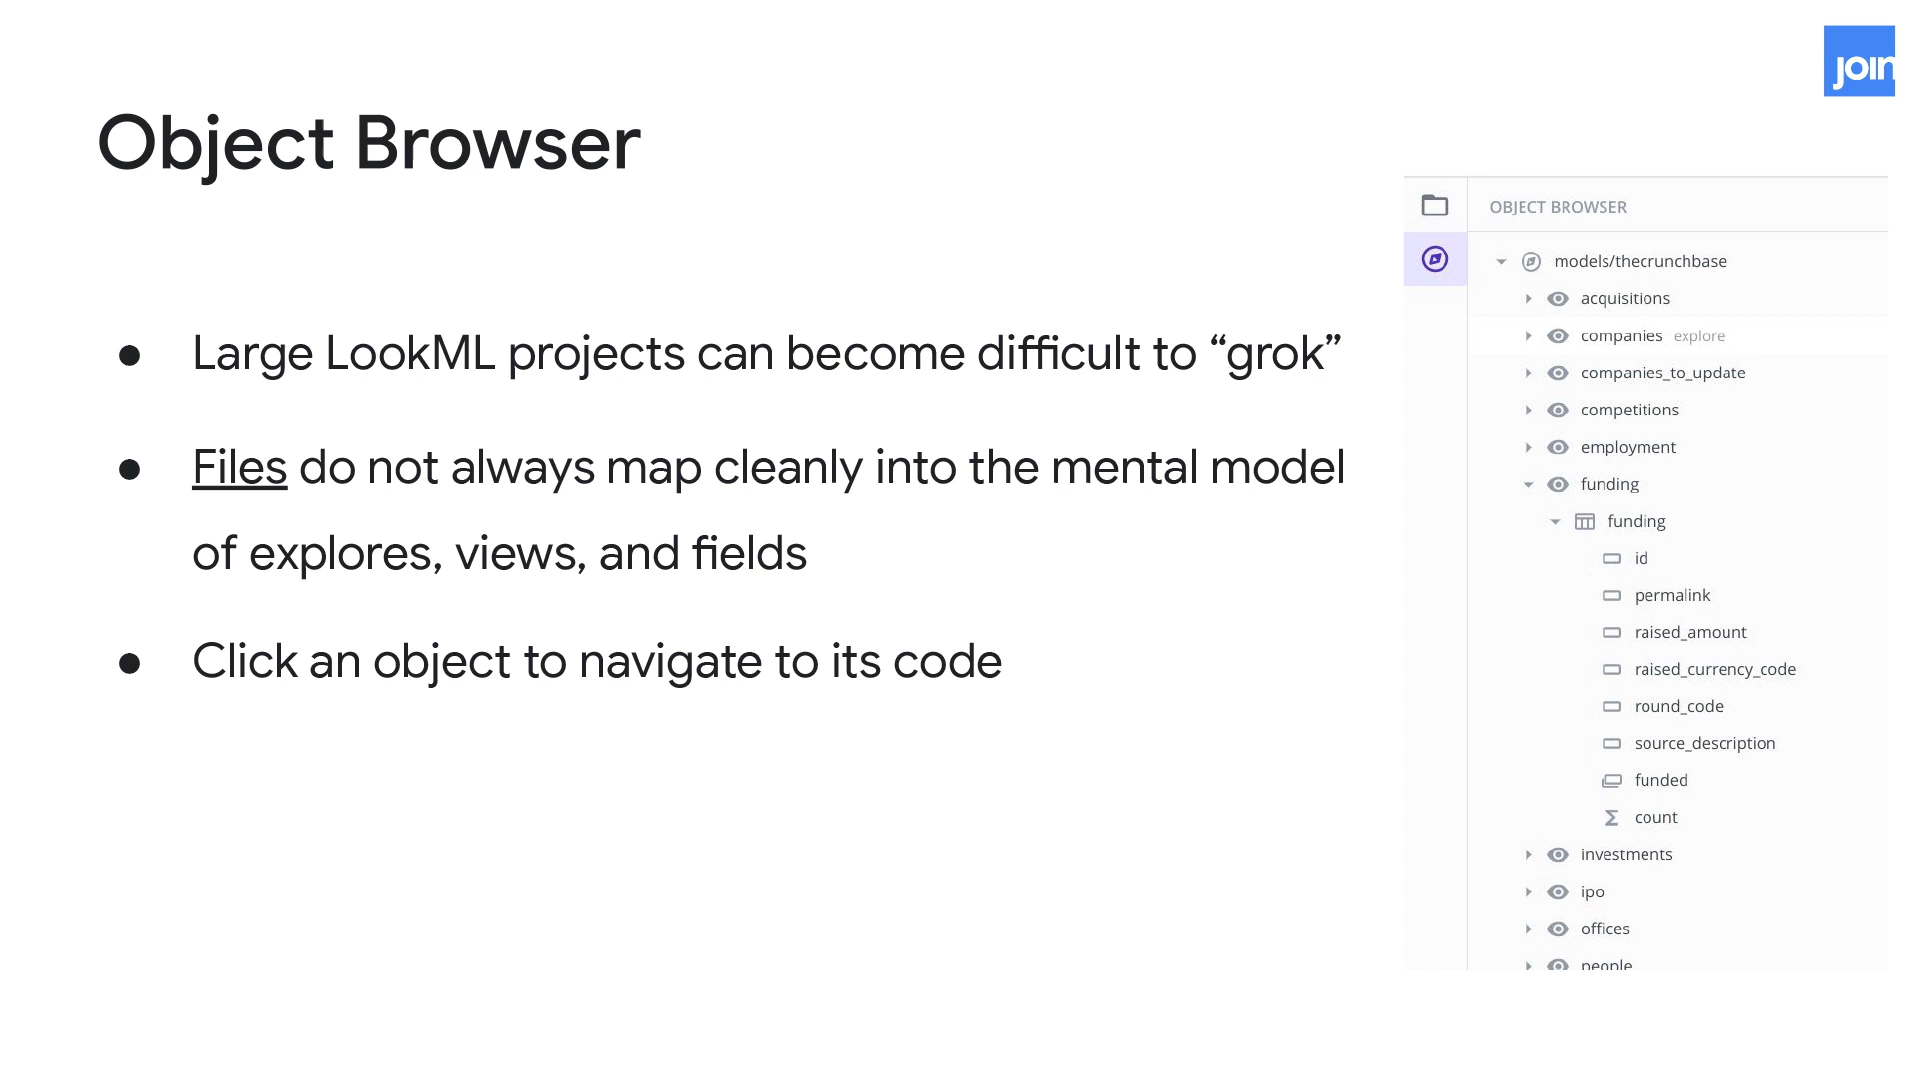 join
Object Browser
● Large LookML projects can become difficult to “grok”
● Files do not always map cleanly into the mental model
of explores, views, and fields
● Click an object to navigate to its code
OBJECT BROWSER
models/thecrunchbase
acquisitions
companies explore
companies_to_update
competitions
employment
funding
funding
id
permalink
raised_amount
raised_currency_code
round_code
source_description
funded
count
investments
ipo
offices
people